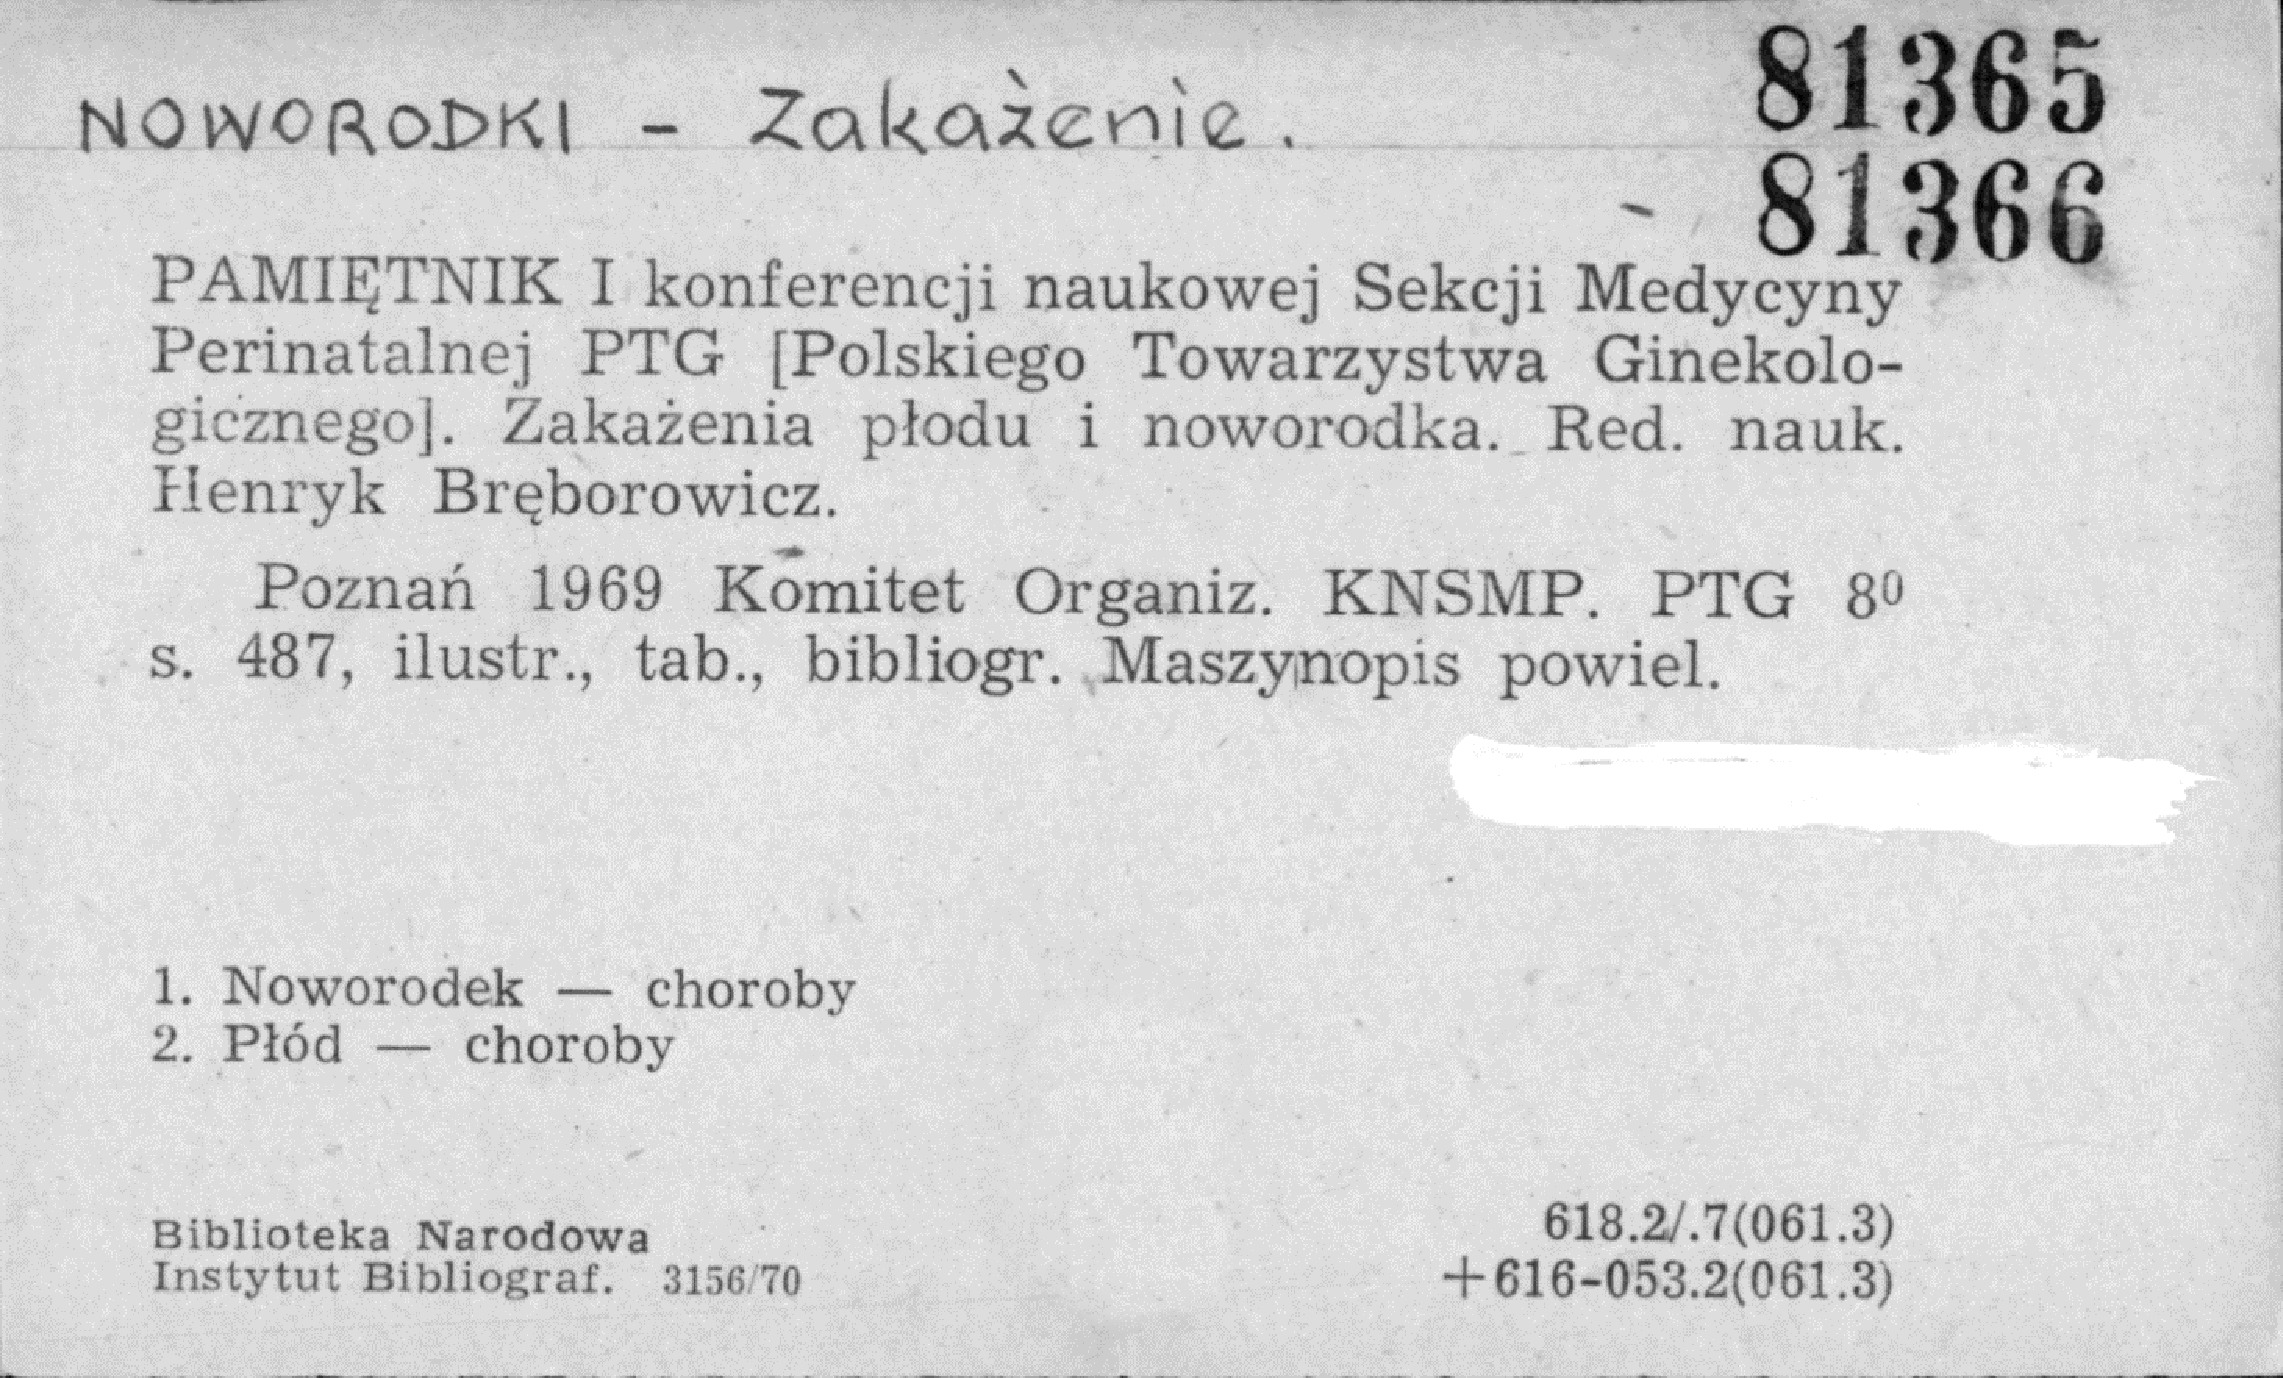 NOWORODKI - Zakażenie.
81365
81366
PAMIĘTNIK I konferencji naukowej Sekcji Medycyny
Perinatalnej PTG [Polskiego Towarzystwa Ginekolo-
gicznego]. Zakażenia płodu i noworodka. Red. nauk.
Henryk Bręborowicz.
Poznań 1969 Komitet Organiz. KNSMP. PTG 8⁰
s. 487, ilustr., tab., bibliogr. Maszynopis powiel.
1. Noworodek — choroby
2. Płód — choroby
Biblioteka Narodowa
Instytut Bibliograf. 3156/70
618.2/.7(061.3)
+616-053.2(061.3)